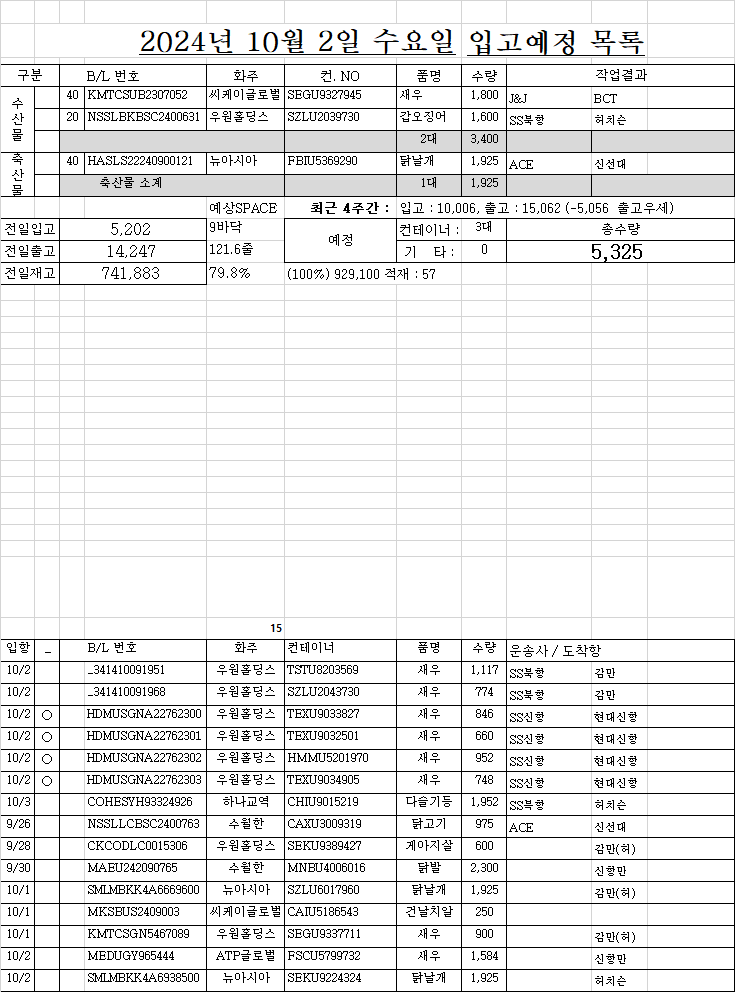 2024년 10월 2일 수요일 입고예정 목록
구분 B/L 번호 화주 컨. NO 품명 수량 작업결과
수산물 40 KMTCSUB2307052 씨케이글로벌 SEGU9327945 새우 1,800 J&J BCT
20 NSSLBKBSC2400631 우원홀딩스 SZLU2039730 갑오징어 1,600 SS북항 허치슨
2대 3,400
축산물 40 HASLS22240900121 뉴아시아 FBIU5369290 닭날개 1,925 ACE 신선대
축산물 소계 1대 1,925
예상SPACE 최근 4주간 : 입고 : 10,006, 출고 : 15,062 (-5,056 출고우세)
전일입고 5,202 9바닥 예정 컨테이너 : 3대 총수량
전일출고 14,247 121.6줄 기 타 : 0 5,325
전일재고 741,883 79.8% (100%) 929,100 적재 : 57
15
입항 _ B/L 번호 화주 컨테이너 품명 수량 운송사 / 도착항
10/2 _341410091951 우원홀딩스 TSTU8203569 새우 1,117 SS북항 감만
10/2 _341410091968 우원홀딩스 SZLU2043730 새우 774 SS북항 감만
10/2 ○ HDMUSGNA22762300 우원홀딩스 TEXU9033827 새우 846 SS신항 현대신항
10/2 ○ HDMUSGNA22762301 우원홀딩스 TEXU9032501 새우 660 SS신항 현대신항
10/2 ○ HDMUSGNA22762302 우원홀딩스 HMMU5201970 새우 952 SS신항 현대신항
10/2 ○ HDMUSGNA22762303 우원홀딩스 TEXU9034905 새우 748 SS신항 현대신항
10/3 COHESYH93324926 하나교역 CHIU9015219 다슬기등 1,952 SS북항 허치슨
9/26 NSSLLCBSC2400763 수월한 CAXU3009319 닭고기 975 ACE 신선대
9/28 CKCODLC0015306 우원홀딩스 SEKU9389427 게아지살 600 감만(허)
9/30 MAEU242090765 수월한 MNBU4006016 닭발 2,300 신항만
10/1 SMLMBKK4A6669600 뉴아시아 SZLU6017960 닭날개 1,925 감만(허)
10/1 MKSBUS2409003 씨케이글로벌 CAIU5186543 건날치알 250
10/1 KMTCSGN5467089 우원홀딩스 SEGU9337711 새우 900 감만(허)
10/2 MEDUGY965444 ATP글로벌 FSCU5799732 새우 1,584 신항만
10/2 SMLMBKK4A6938500 뉴아시아 SEKU9224324 닭날개 1,925 허치슨